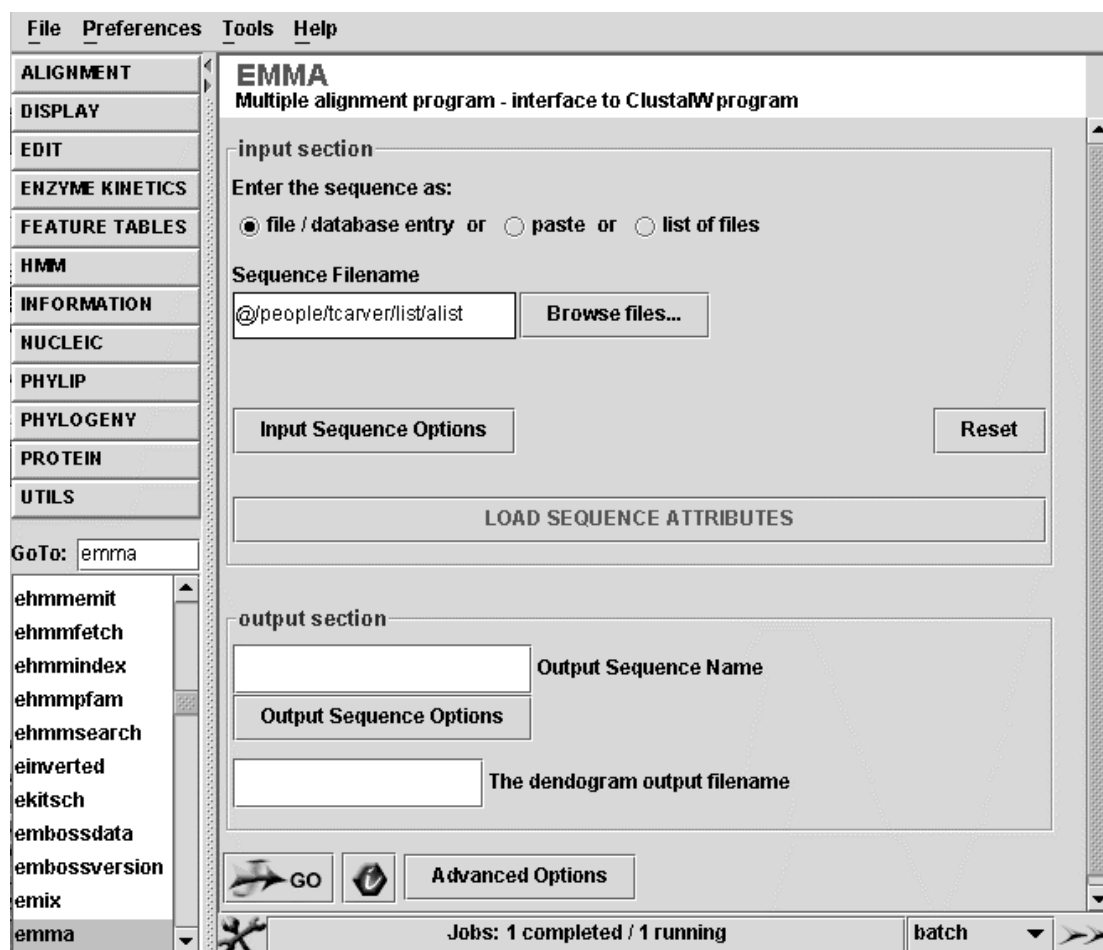 File Preferences Tools Help
ALIGNMENT
DISPLAY
EDIT
ENZYME KINETICS
FEATURE TABLES
HMM
INFORMATION
NUCLEIC
PHYLIP
PHYLOGENY
PROTEIN
UTILS
GoTo: emma
ehmmemit
ehmmfetch
ehmmindex
ehmmpfam
ehmmsearch
einverted
ekitsch
embossdata
embossversion
emix
emma
EMMA
Multiple alignment program - interface to ClustalW program
input section
Enter the sequence as:
file / database entry or paste or list of files
Sequence Filename
@/people/tcarver/list/alist Browse files...
Input Sequence Options Reset
LOAD SEQUENCE ATTRIBUTES
output section
Output Sequence Name
Output Sequence Options
The dendogram output filename
GO i Advanced Options
Jobs: 1 completed / 1 running batch